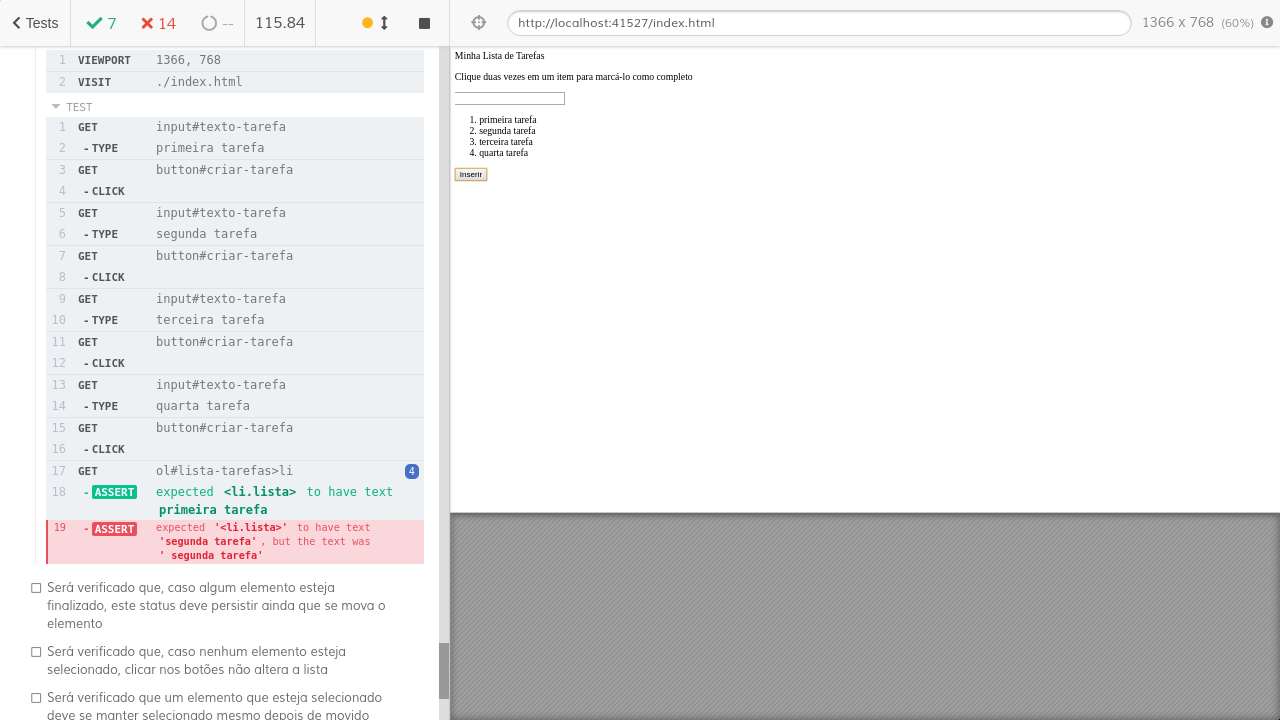 Tests 7 14 -- 115.84
http://localhost:41527/index.html 1366 x 768 (60%)
1 VIEWPORT 1366, 768
2 VISIT ./index.html
TEST
1 GET input#texto-tarefa
2 - TYPE primeira tarefa
3 GET button#criar-tarefa
4 - CLICK
5 GET input#texto-tarefa
6 - TYPE segunda tarefa
7 GET button#criar-tarefa
8 - CLICK
9 GET input#texto-tarefa
10 - TYPE terceira tarefa
11 GET button#criar-tarefa
12 - CLICK
13 GET input#texto-tarefa
14 - TYPE quarta tarefa
15 GET button#criar-tarefa
16 - CLICK
17 GET ol#lista-tarefas>li 4
18 - ASSERT expected <li.lista> to have text
primeira tarefa
19 - ASSERT expected '<li.lista>' to have text
'segunda tarefa', but the text was
' segunda tarefa'
Será verificado que, caso algum elemento esteja
finalizado, este status deve persistir ainda que se mova o
elemento
Será verificado que, caso nenhum elemento esteja
selecionado, clicar nos botões não altera a lista
Será verificado que um elemento que esteja selecionado
deve se manter selecionado mesmo depois de movido
Minha Lista de Tarefas
Clique duas vezes em um item para marcá-lo como completo
1. primeira tarefa
2. segunda tarefa
3. terceira tarefa
4. quarta tarefa
Inserir